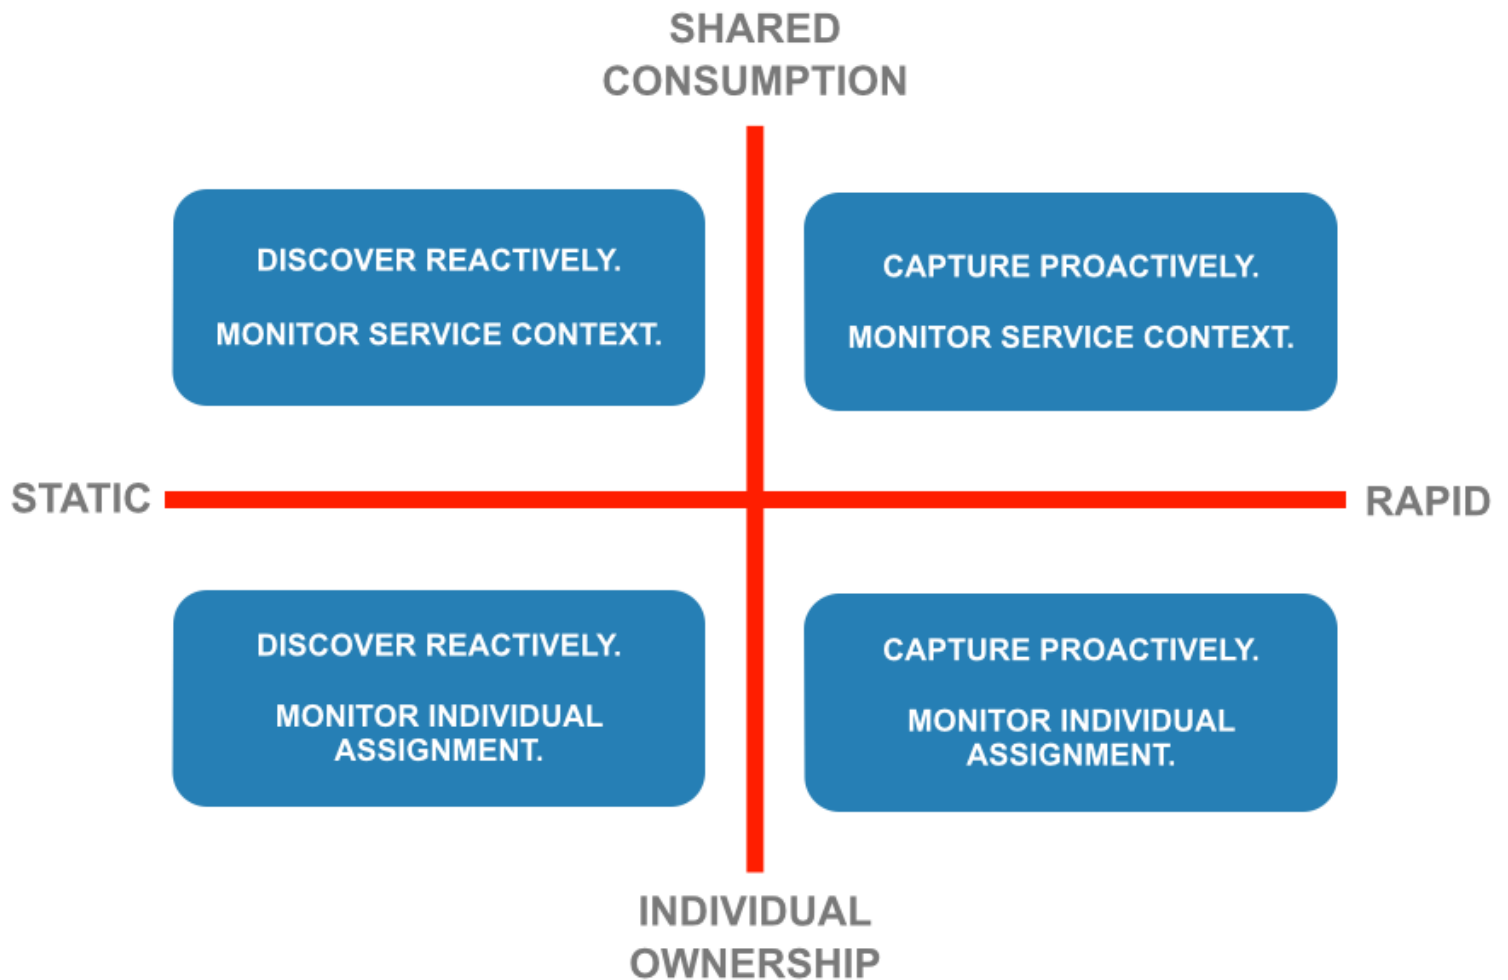 SHARED
CONSUMPTION
DISCOVER REACTIVELY.
MONITOR SERVICE CONTEXT.
CAPTURE PROACTIVELY.
MONITOR SERVICE CONTEXT.
STATIC
RAPID
DISCOVER REACTIVELY.
MONITOR INDIVIDUAL
ASSIGNMENT.
CAPTURE PROACTIVELY.
MONITOR INDIVIDUAL
ASSIGNMENT.
INDIVIDUAL
OWNERSHIP